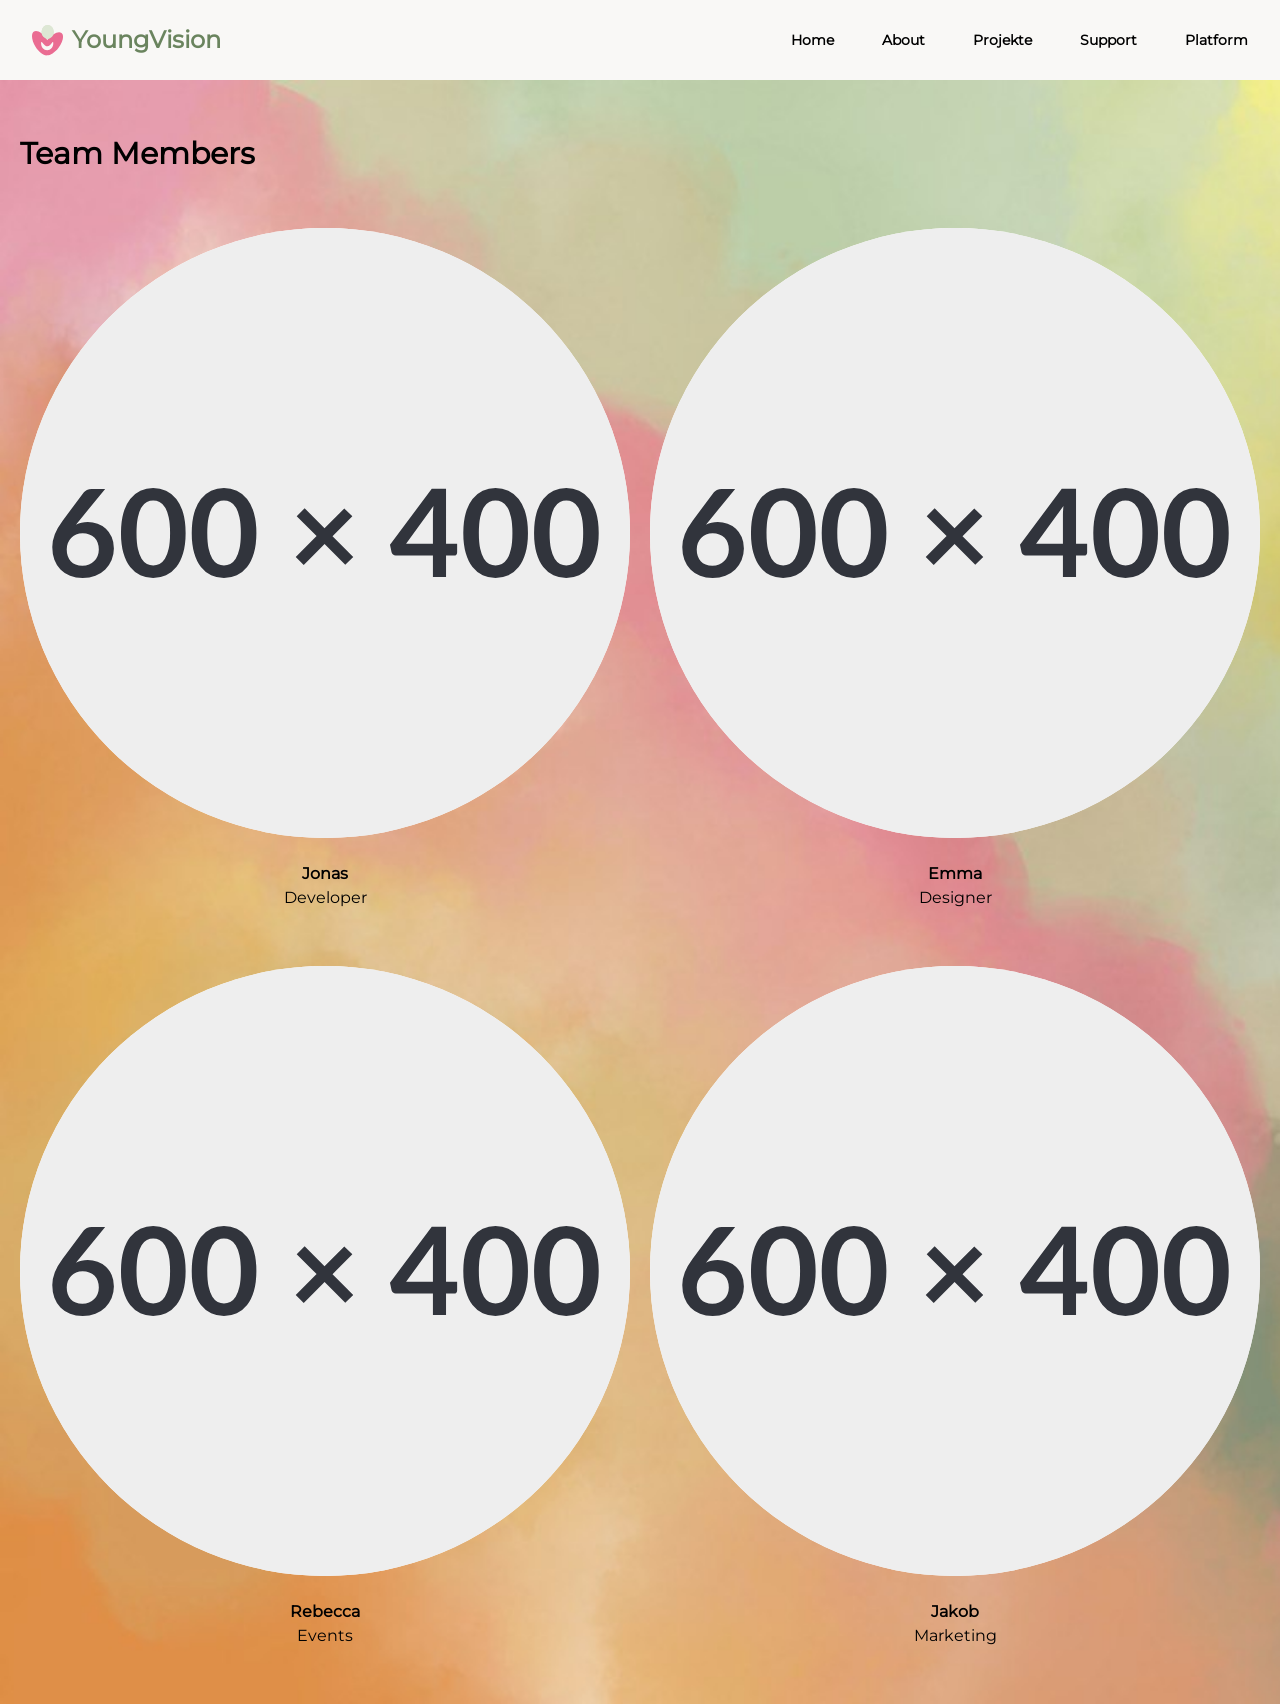 YoungVision
Home About Projekte Support Platform
Team Members
600 × 400 600 × 400
Jonas Emma
Developer Designer
600 × 400 600 × 400
Rebecca Jakob
Events Marketing